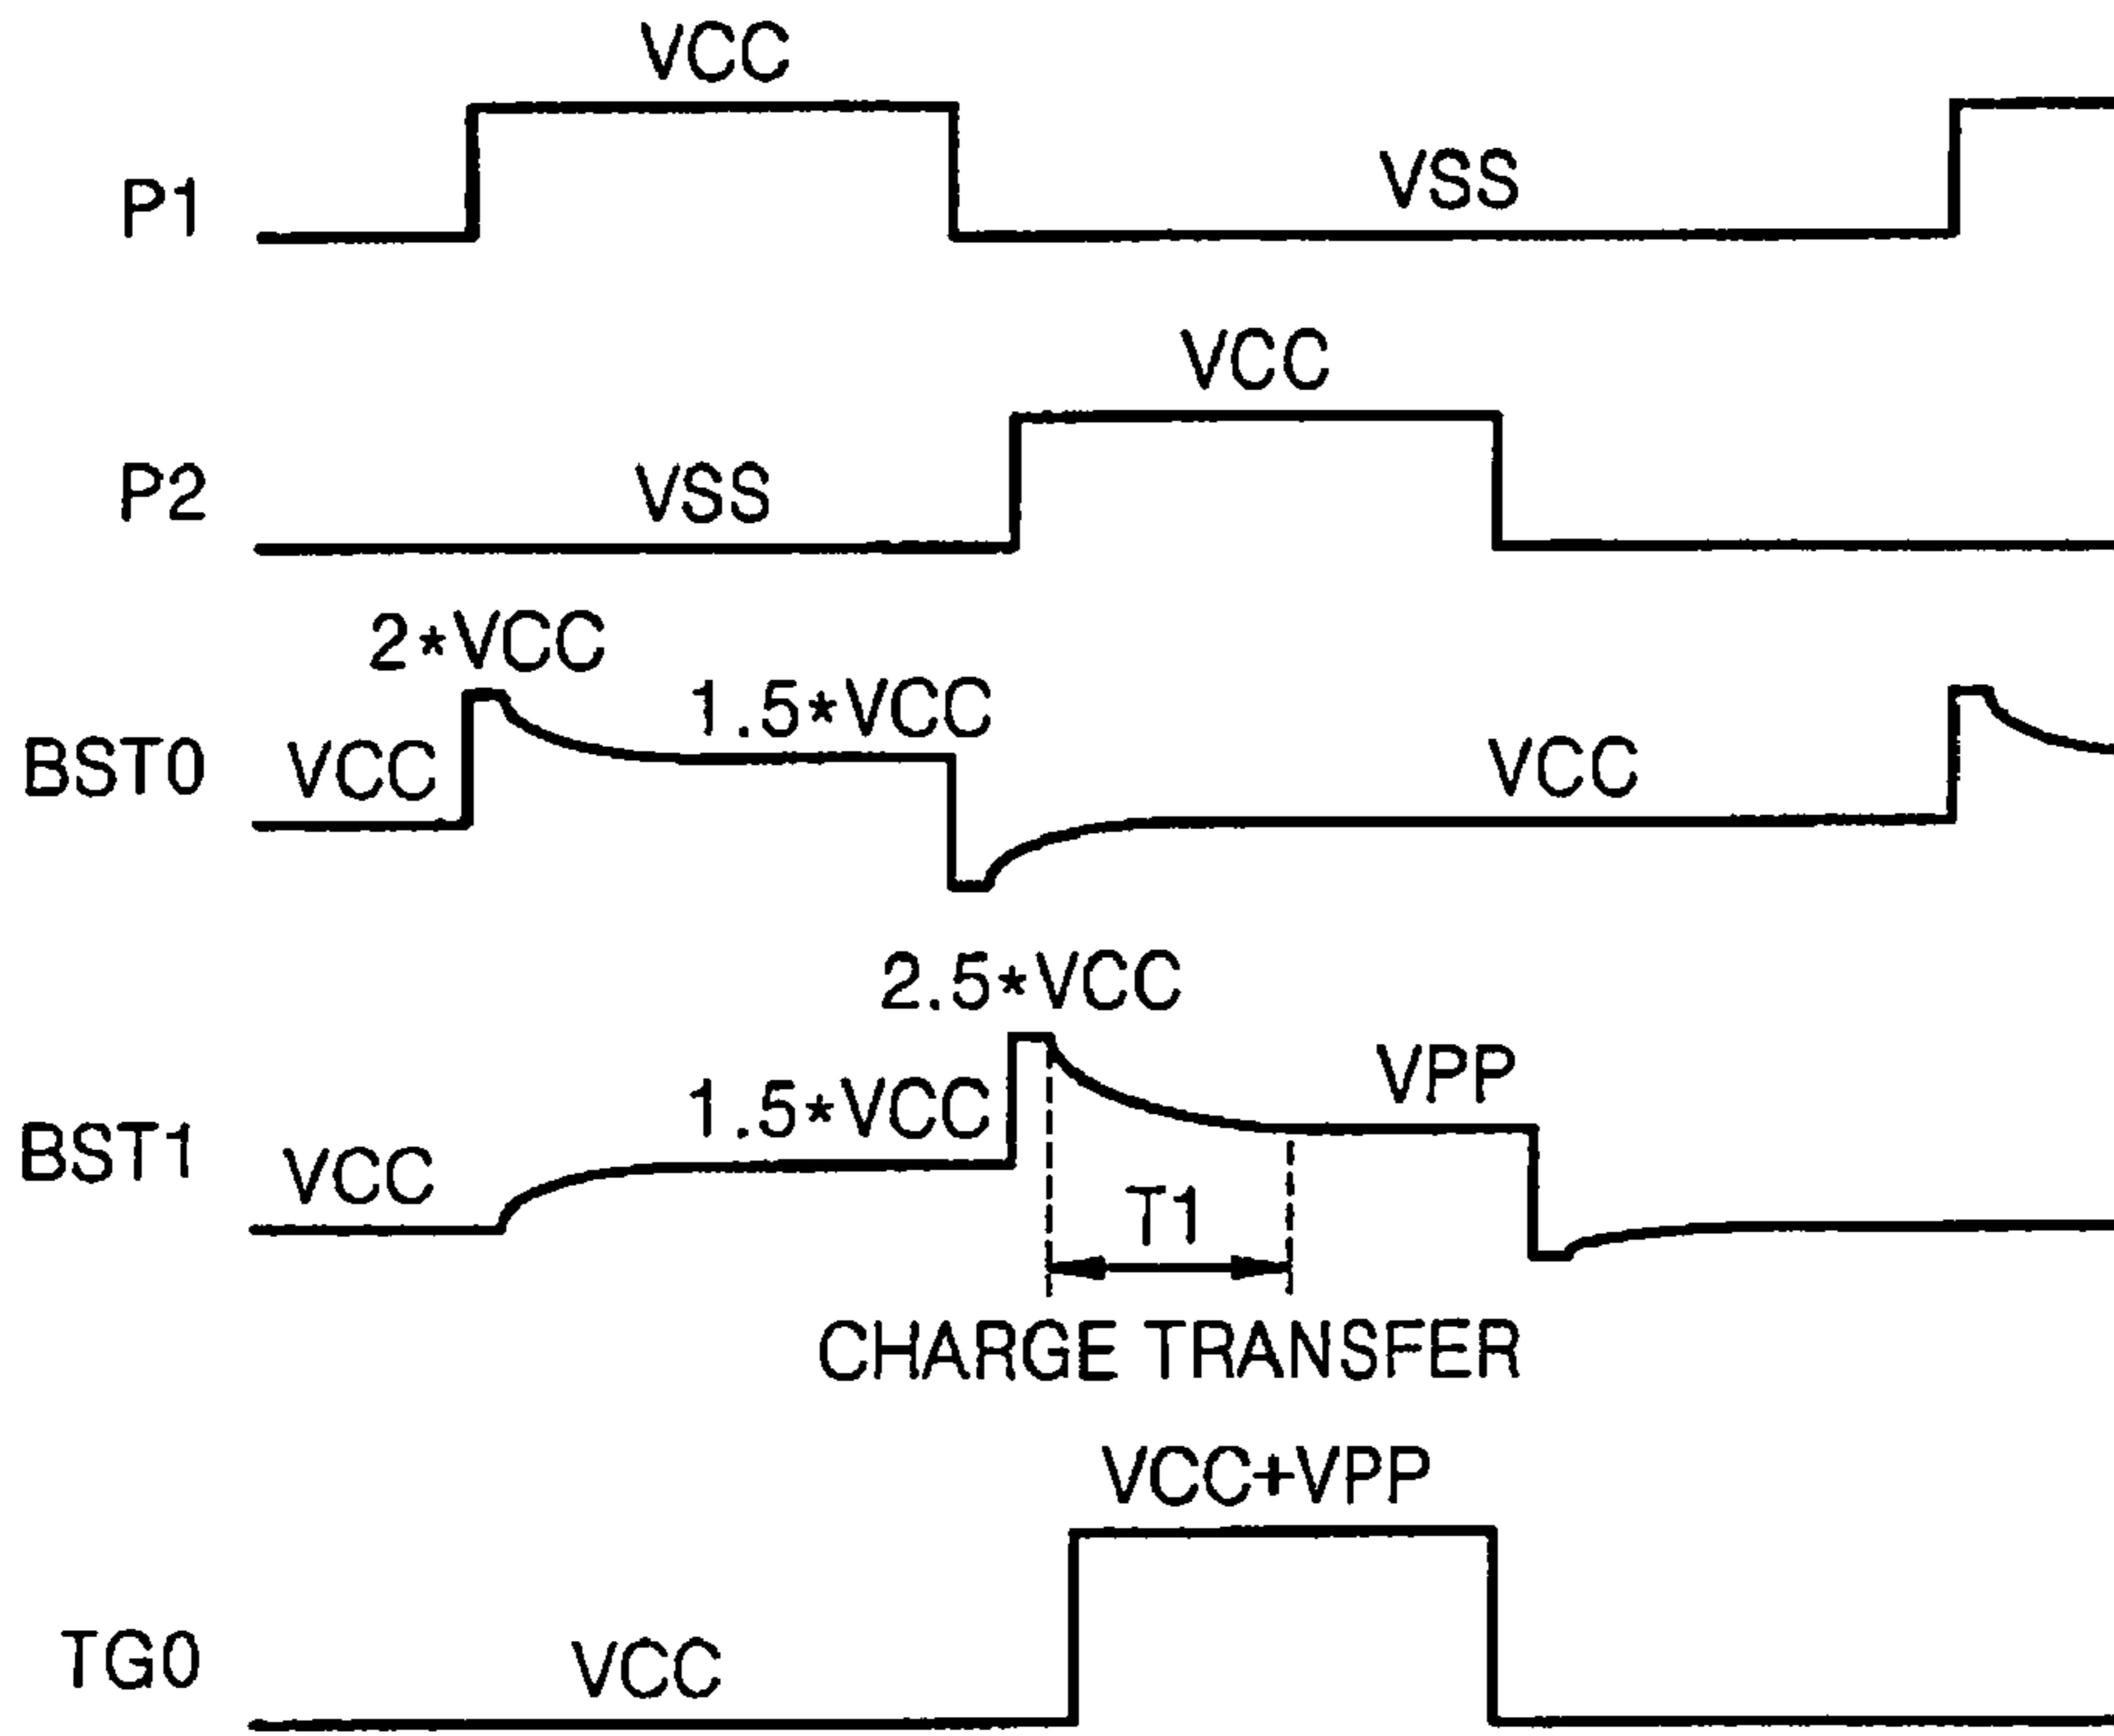 VCC
P1
VSS
VCC
P2
VSS
2*VCC
1.5*VCC
BST0
VCC
VCC
2.5*VCC
VPP
1.5*VCC
BST1
VCC
T1
CHARGE TRANSFER
VCC+VPP
TG0
VCC